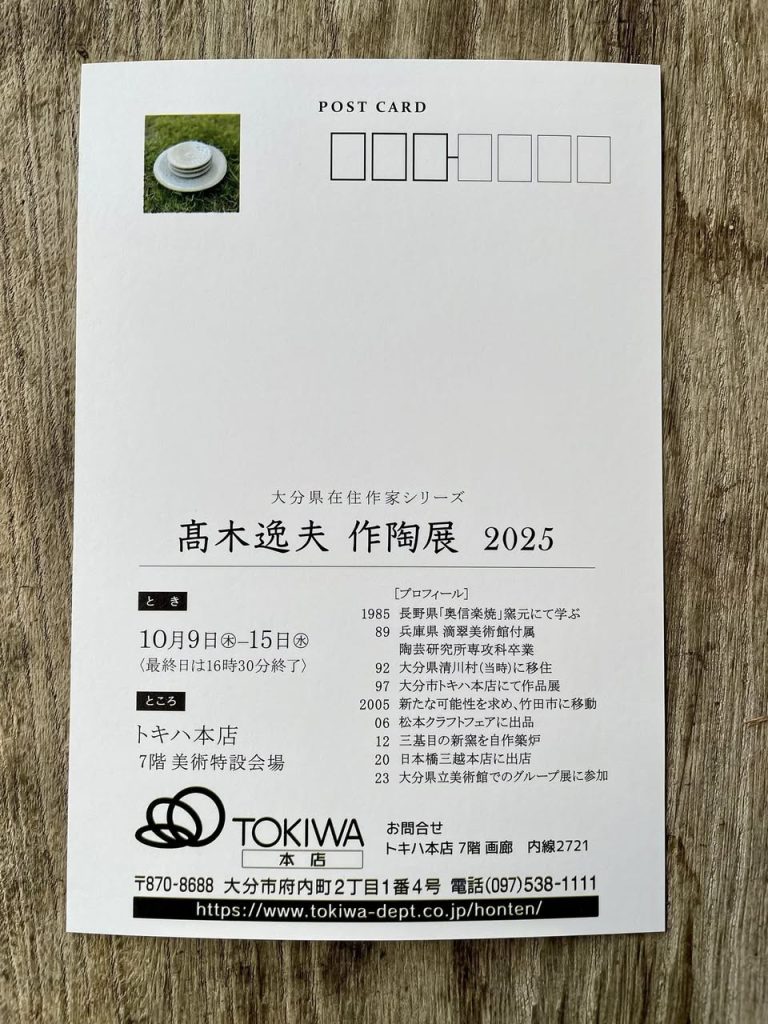 POST CARD
大分県在住作家シリーズ
髙木逸夫 作陶展 2025
とき
10月9日㊍–15日㊌
〈最終日は16時30分終了〉
ところ
トキハ本店
7階 美術特設会場
［プロフィール］
1985 長野県「奥信楽焼」窯元にて学ぶ
89 兵庫県 滴翠美術館付属
陶芸研究所専攻科卒業
92 大分県清川村(当時)に移住
97 大分市トキハ本店にて作品展
2005 新たな可能性を求め、竹田市に移動
06 松本クラフトフェアに出品
12 三基目の新窯を自作築炉
20 日本橋三越本店に出店
23 大分県立美術館でのグループ展に参加
TOKIWA
本店
お問合せ
トキハ本店 7階 画廊 内線2721
〒870-8688 大分市府内町2丁目1番4号 電話(097)538-1111
https://www.tokiwa-dept.co.jp/honten/